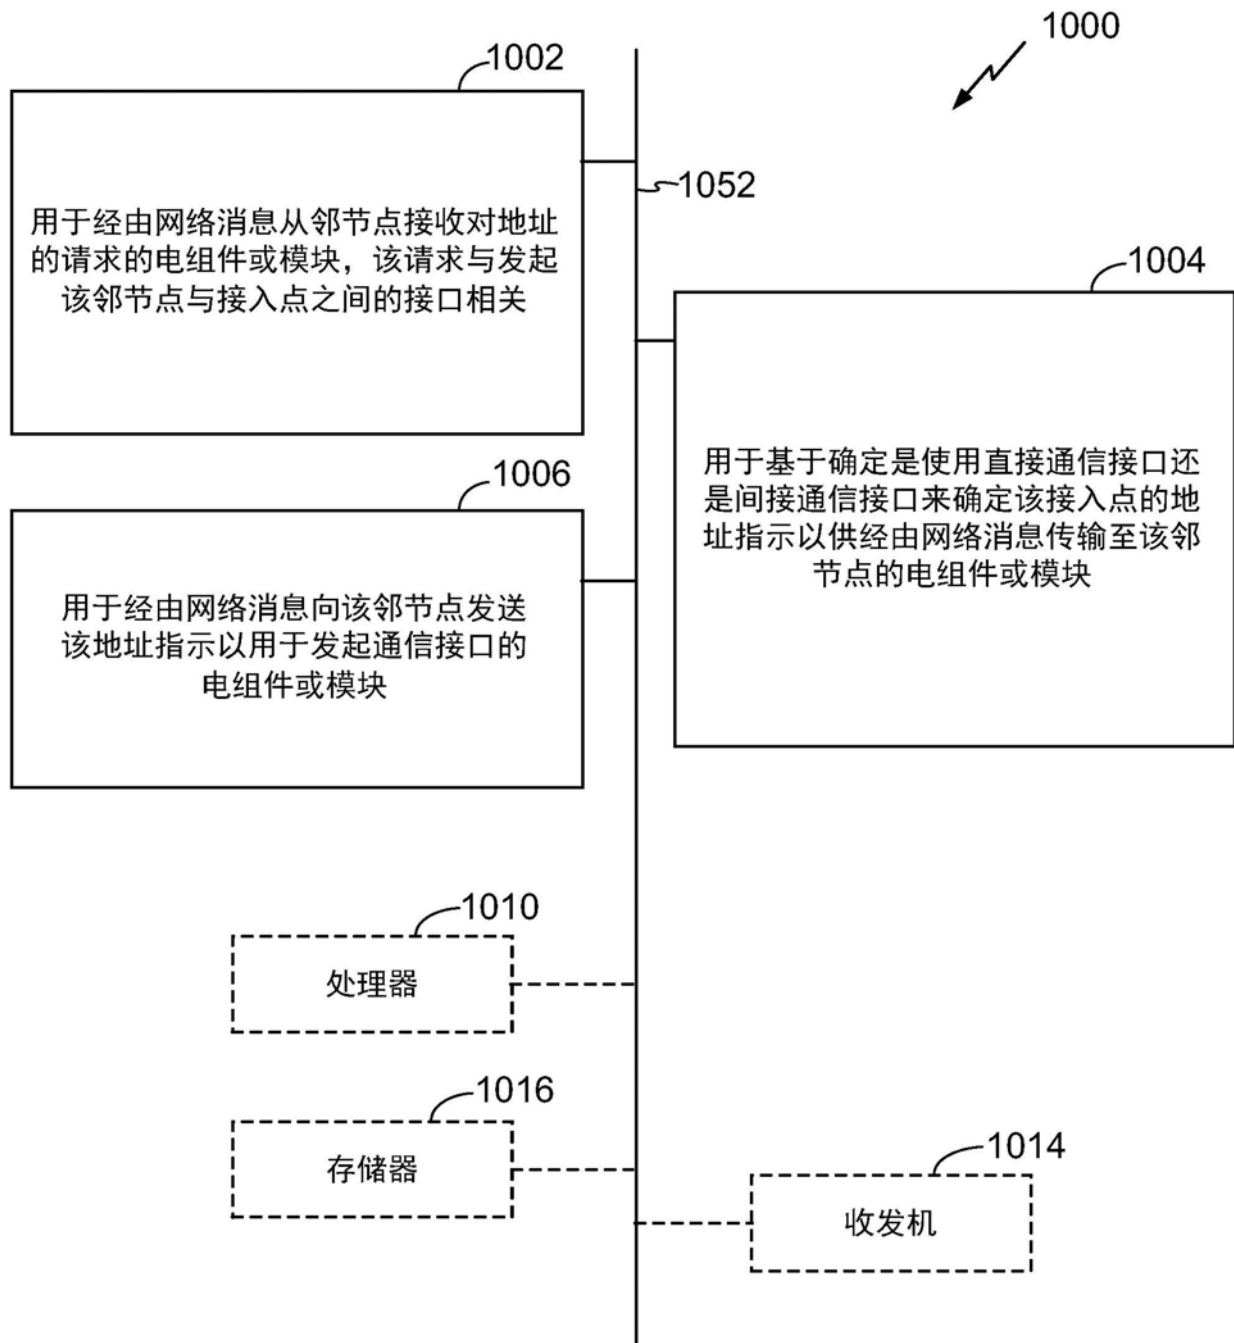 1000
1002
1052
用于经由网络消息从邻节点接收对地址
的请求的电组件或模块，该请求与发起
该邻节点与接入点之间的接口相关
1004
用于基于确定是使用直接通信接口还
是间接通信接口来确定该接入点的地
址指示以供经由网络消息传输至该邻
节点的电组件或模块
1006
用于经由网络消息向该邻节点发送
该地址指示以用于发起通信接口的
电组件或模块
1010
处理器
1016
存储器
1014
收发机